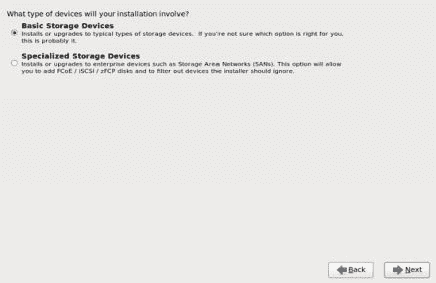 What type of devices will your installation involve?
Basic Storage Devices
Installs or upgrades to typical types of storage devices. If you're not sure which option is right for you,
this is probably it.
Specialized Storage Devices
Installs or upgrades to enterprise devices such as Storage Area Networks (SANs). This option will allow
you to add FCoE / iSCSI / zFCP disks and to filter out devices the installer should ignore.
Back
Next